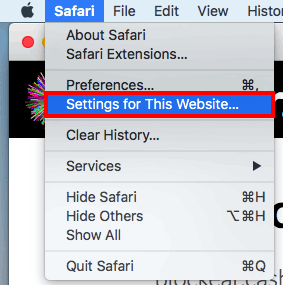 Safari File Edit View
About Safari
Safari Extensions...
Preferences... ⌘,
Settings for This Website...
Clear History...
Services
Hide Safari ⌘H
Hide Others ⌥⌘H
Show All
Quit Safari ⌘Q